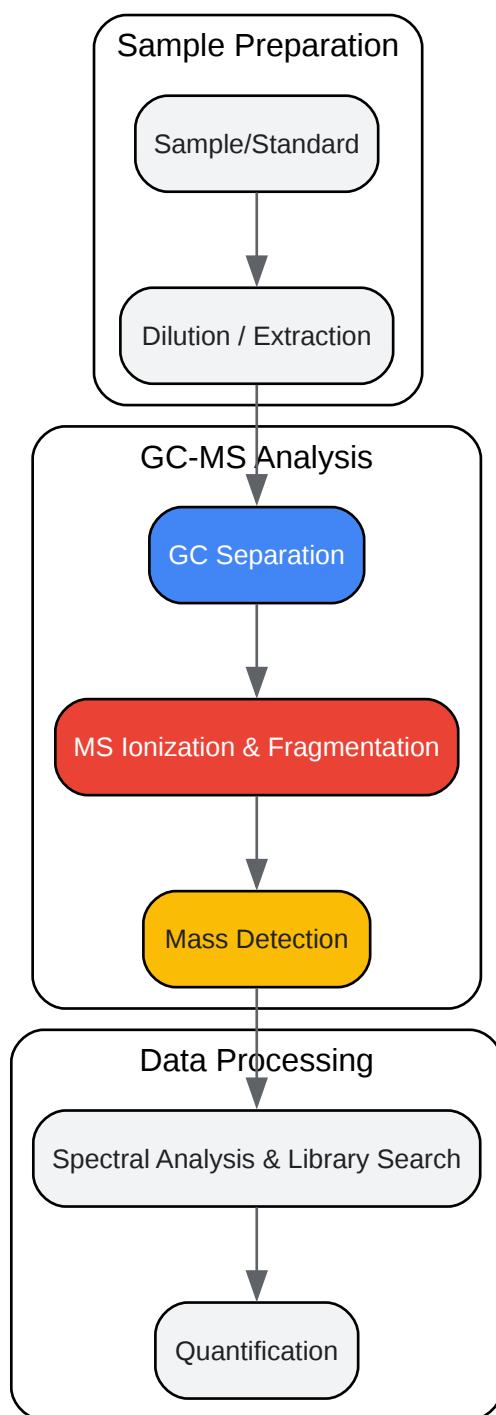 Sample Preparation
Sample/Standard
Dilution / Extraction
GC-MS Analysis
GC Separation
MS Ionization & Fragmentation
Mass Detection
Data Processing
Spectral Analysis & Library Search
Quantification